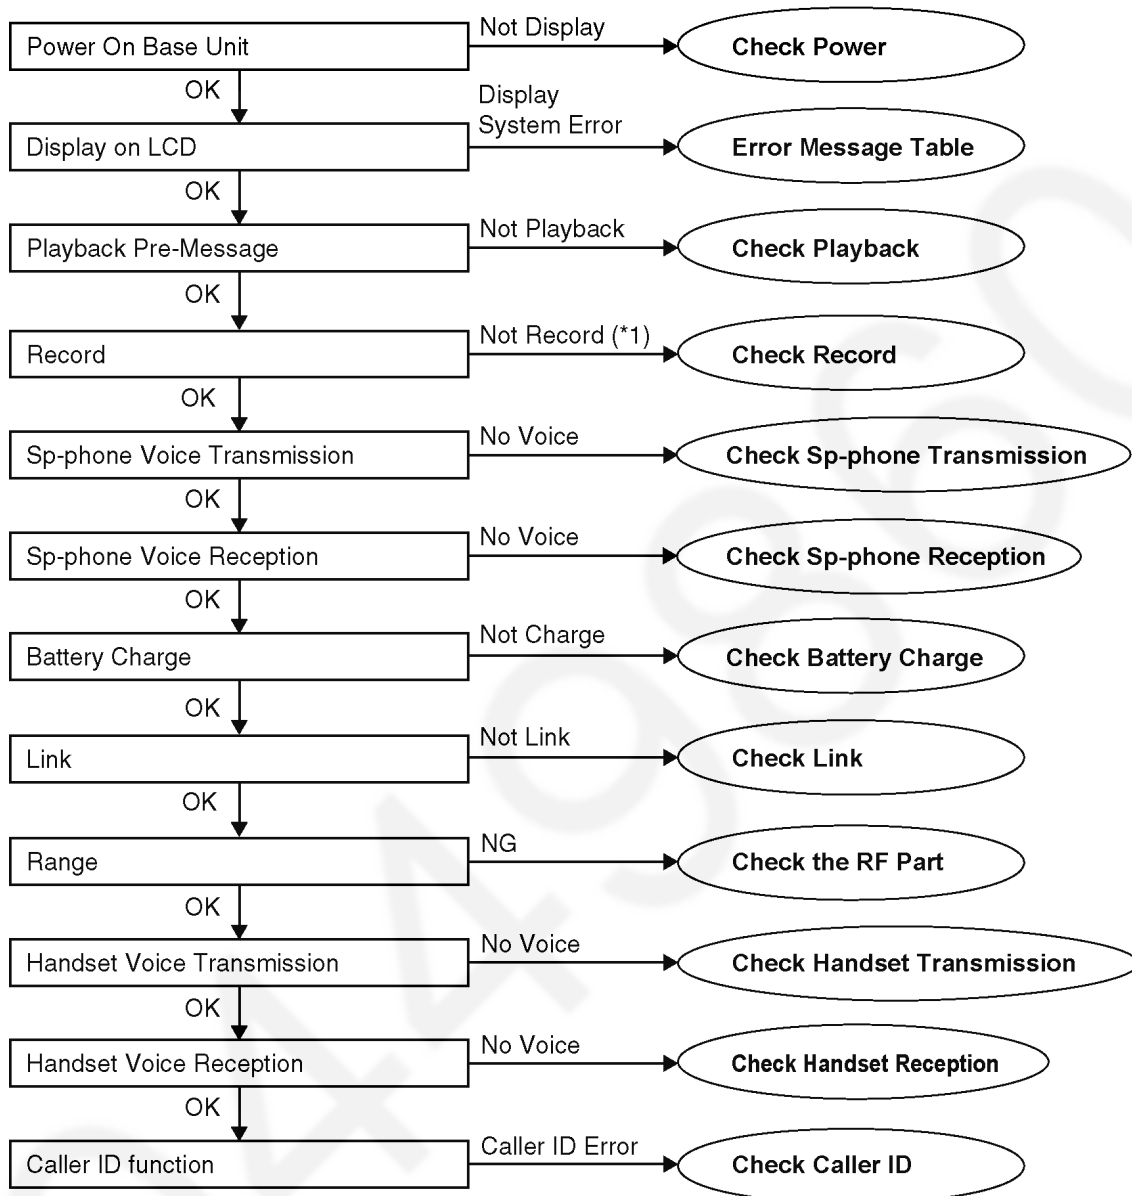 Power On Base Unit
Not Display
Check Power
OK
Display
System Error
Display on LCD
Error Message Table
OK
Playback Pre-Message
Not Playback
Check Playback
OK
Record
Not Record (*1)
Check Record
OK
Sp-phone Voice Transmission
No Voice
Check Sp-phone Transmission
OK
Sp-phone Voice Reception
No Voice
Check Sp-phone Reception
OK
Battery Charge
Not Charge
Check Battery Charge
OK
Link
Not Link
Check Link
OK
Range
NG
Check the RF Part
OK
Handset Voice Transmission
No Voice
Check Handset Transmission
OK
Handset Voice Reception
No Voice
Check Handset Reception
OK
Caller ID function
Caller ID Error
Check Caller ID